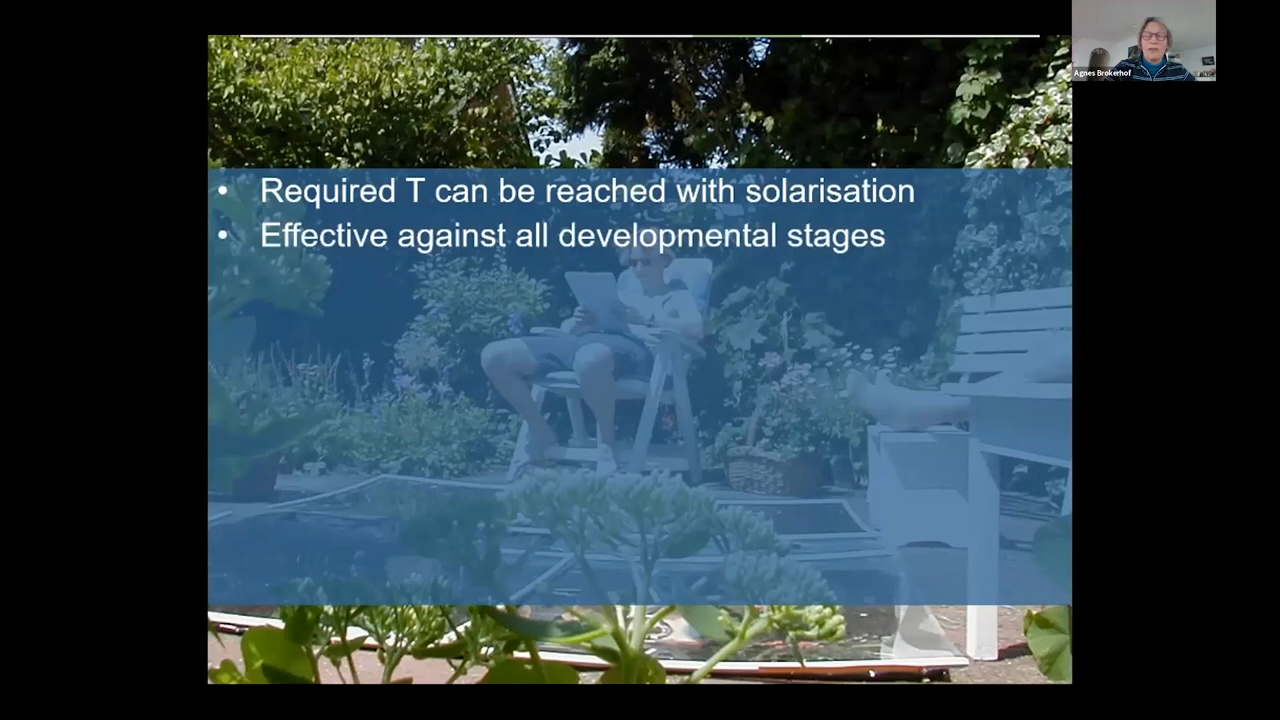 Agnes Brokerhof
• Required T can be reached with solarisation
• Effective against all developmental stages